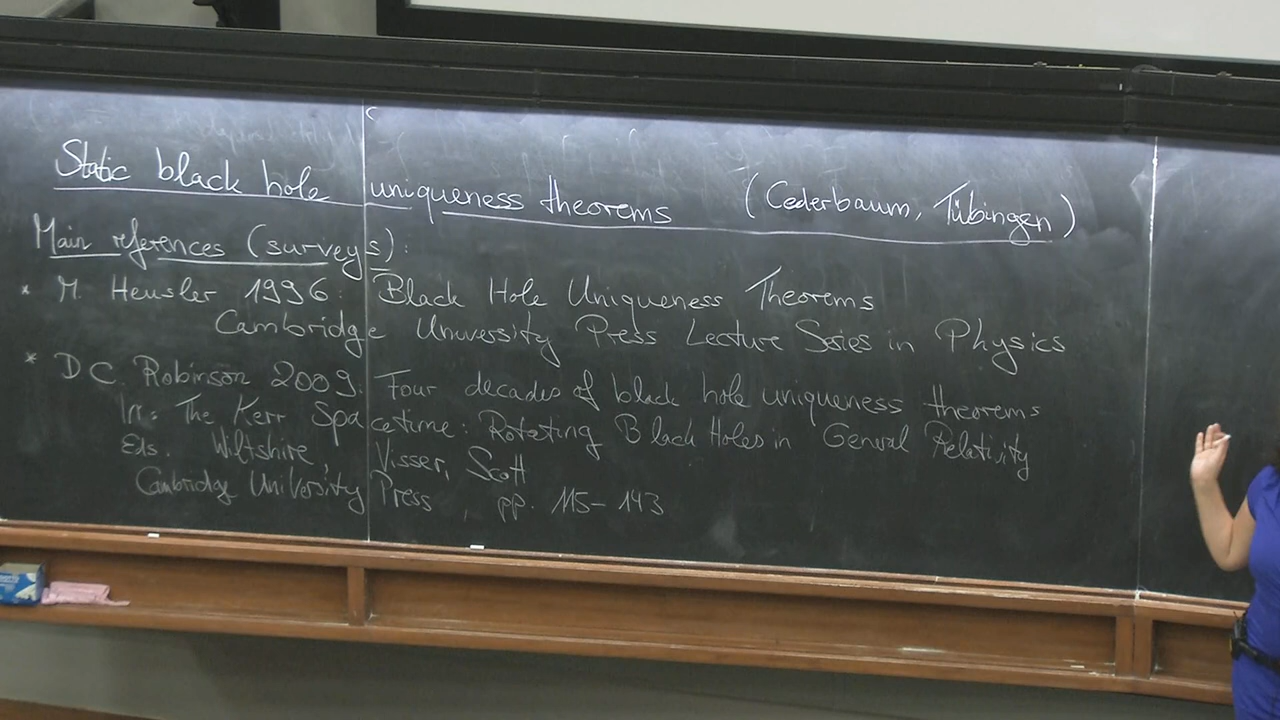 Static black hole uniqueness theorems (Cederbaum, Tübingen)
Main references (surveys):
* M. Heusler 1996: Black Hole Uniqueness Theorems
Cambridge University Press Lecture Series in Physics
* D.C. Robinson 2009: Four decades of black hole uniqueness theorems
In: The Kerr Spacetime: Rotating Black Holes in General Relativity
Eds. Wiltshire, Visser, Scott
Cambridge University Press, pp. 115-143